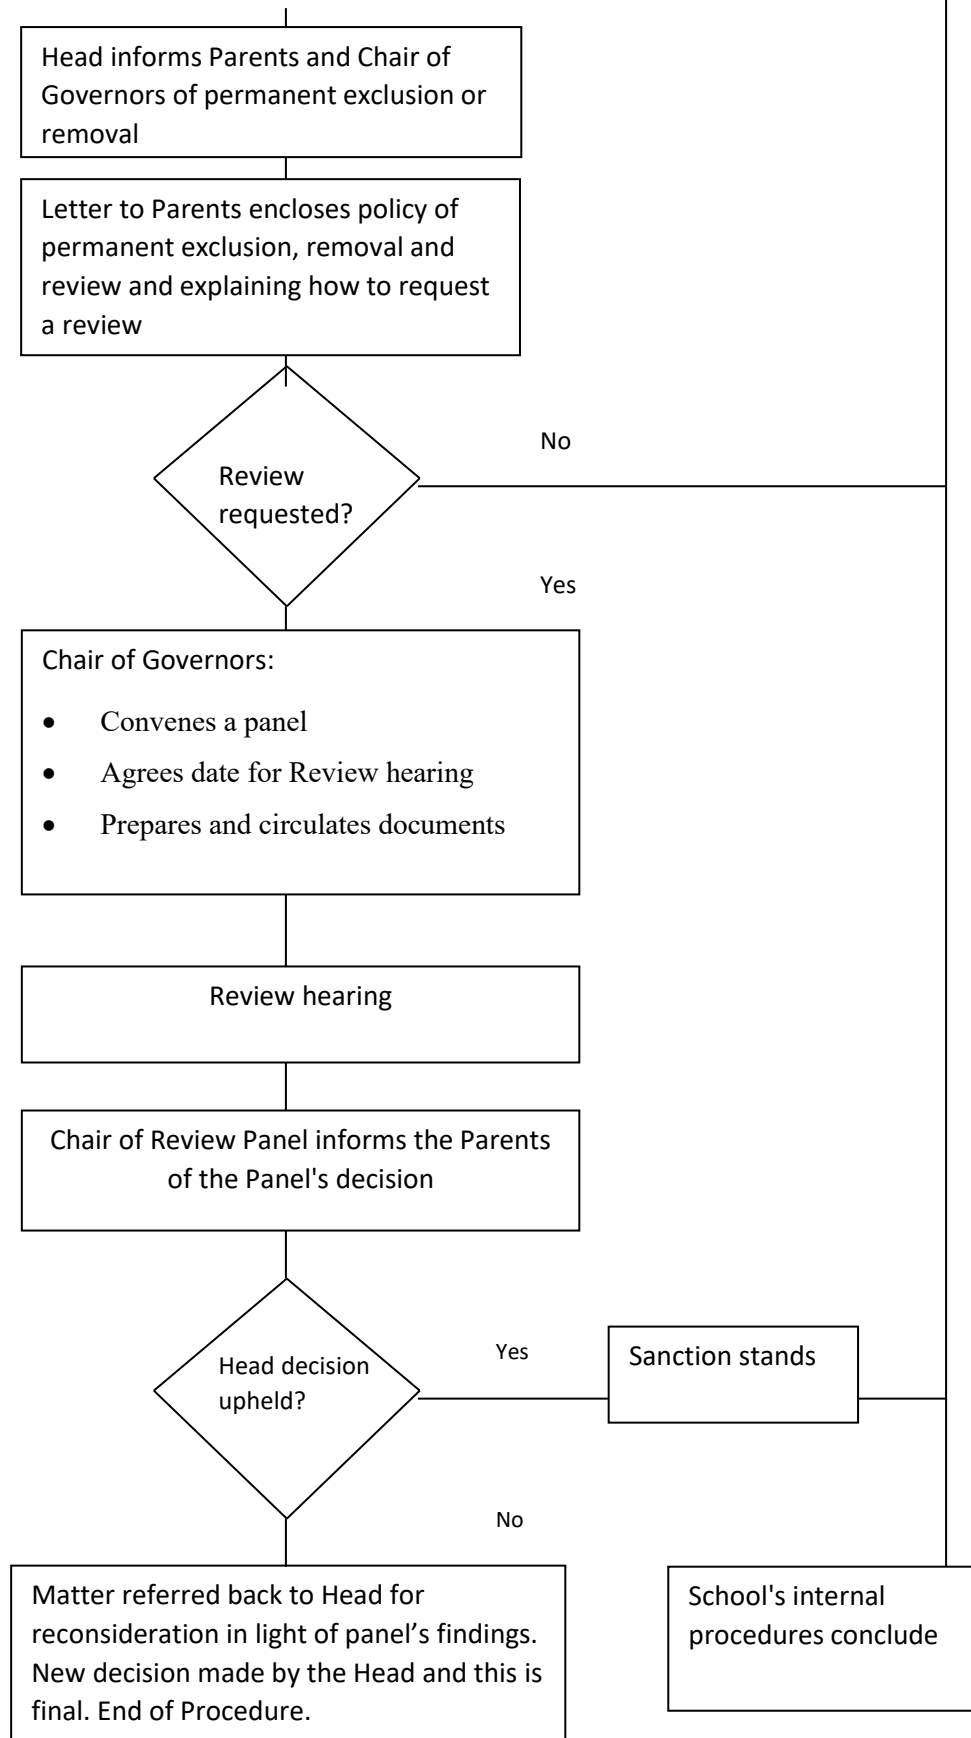 Head informs Parents and Chair of
Governors of permanent exclusion or
removal
Letter to Parents encloses policy of
permanent exclusion, removal and
review and explaining how to request
a review
No
Review
requested?
Yes
Chair of Governors:
• Convenes a panel
• Agrees date for Review hearing
• Prepares and circulates documents
Review hearing
Chair of Review Panel informs the Parents
of the Panel's decision
Head decision
upheld?
Yes
Sanction stands
No
Matter referred back to Head for
reconsideration in light of panel’s findings.
New decision made by the Head and this is
final. End of Procedure.
School's internal
procedures conclude